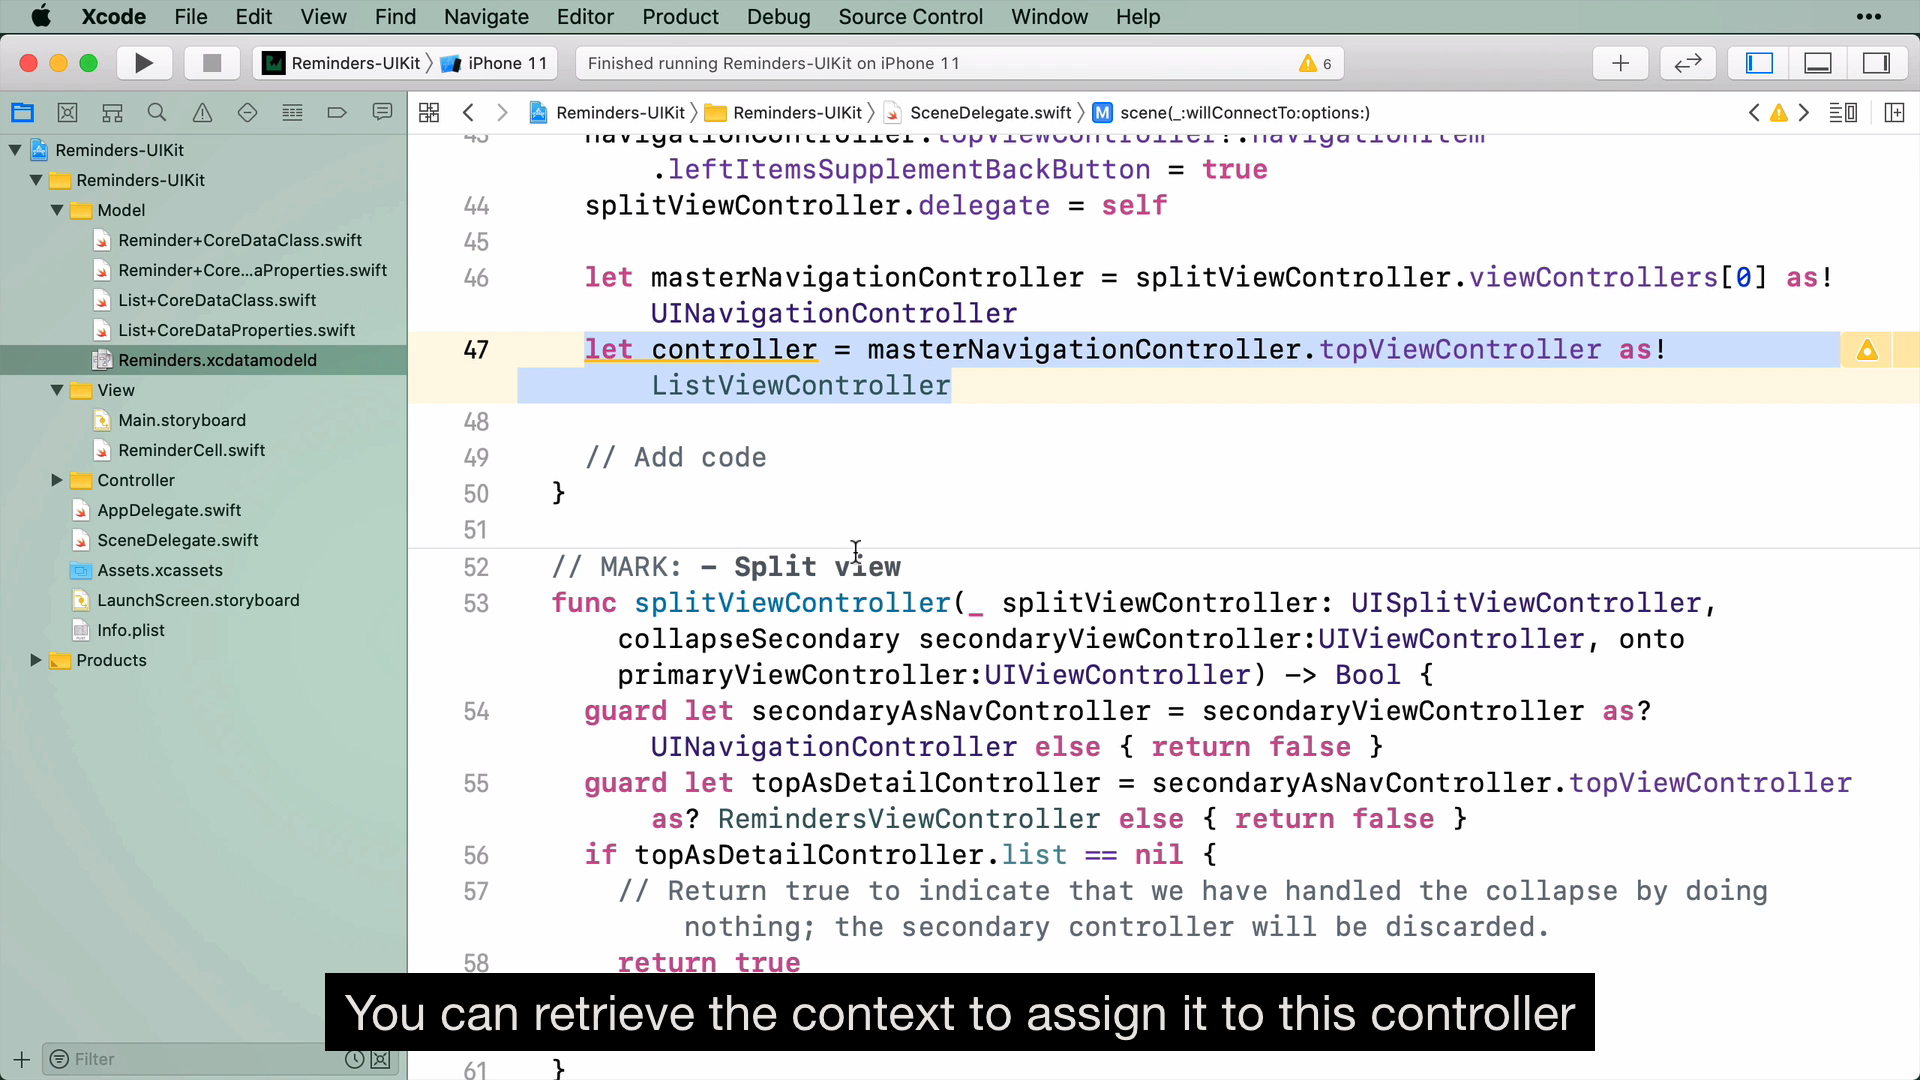 Xcode File Edit View Find Navigate Editor Product Debug Source Control Window Help •••
Reminders-UIKit iPhone 11 Finished running Reminders-UIKit on iPhone 11 6
Reminders-UIKit Reminders-UIKit SceneDelegate.swift M scene(_:willConnectTo:options:)
Reminders-UIKit
Reminders-UIKit
Model
Reminder+CoreDataClass.swift
Reminder+Core...aProperties.swift
List+CoreDataClass.swift
List+CoreDataProperties.swift
Reminders.xcdatamodeld
View
Main.storyboard
ReminderCell.swift
Controller
AppDelegate.swift
SceneDelegate.swift
Assets.xcassets
LaunchScreen.storyboard
Info.plist
Products
Filter
43 navigationController.topViewController!.navigationItem
.leftItemsSupplementBackButton = true
44 splitViewController.delegate = self
45
46 let masterNavigationController = splitViewController.viewControllers[0] as!
UINavigationController
47 let controller = masterNavigationController.topViewController as!
ListViewController
48
49 // Add code
50 }
51
52 // MARK: - Split view
53 func splitViewController(_ splitViewController: UISplitViewController,
collapseSecondary secondaryViewController:UIViewController, onto
primaryViewController:UIViewController) -> Bool {
54 guard let secondaryAsNavController = secondaryViewController as?
UINavigationController else { return false }
55 guard let topAsDetailController = secondaryAsNavController.topViewController
as? RemindersViewController else { return false }
56 if topAsDetailController.list == nil {
57 // Return true to indicate that we have handled the collapse by doing
nothing; the secondary controller will be discarded.
58 return true
You can retrieve the context to assign it to this controller
61 }